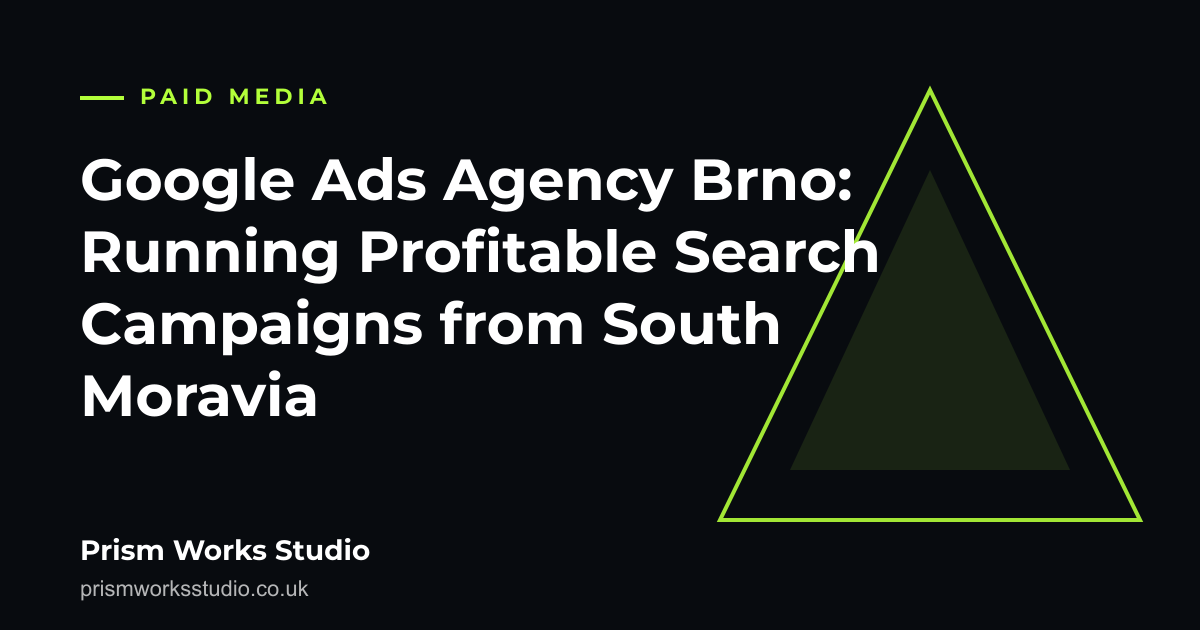 PAID MEDIA
Google Ads Agency Brno:
Running Profitable Search
Campaigns from South
Moravia
Prism Works Studio
prismworksstudio.co.uk